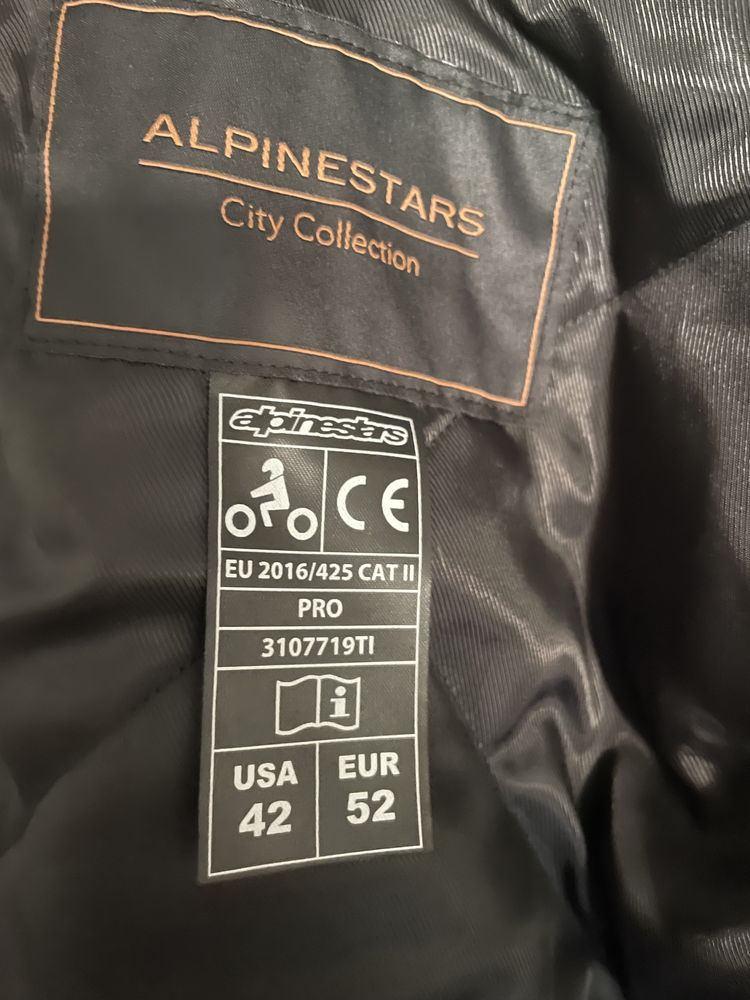 ALPINESTARS
City Collection
alpinestars
CE
EU 2016/425 CAT II
PRO
3107719TI
i
USA EUR
42 52